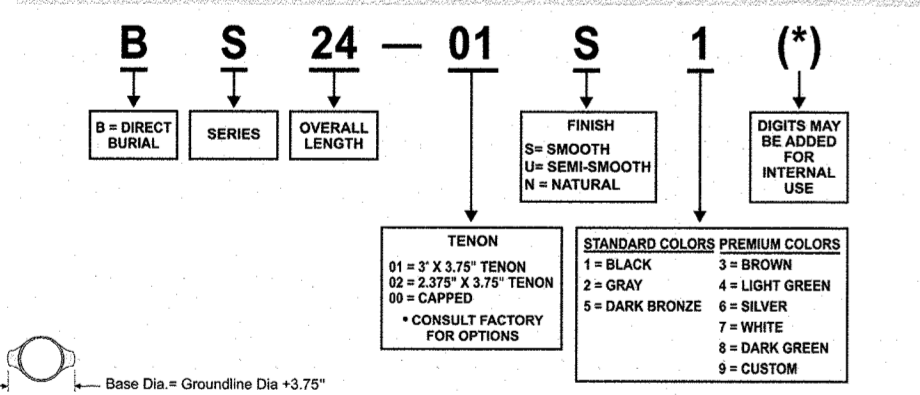 B S 24 — 01 S 1 (*)
B = DIRECT
BURIAL
SERIES
OVERALL
LENGTH
FINISH
S= SMOOTH
U= SEMI-SMOOTH
N = NATURAL
DIGITS MAY
BE ADDED
FOR
INTERNAL
USE
TENON
01 = 3" X 3.75" TENON
02 = 2.375" X 3.75" TENON
00 = CAPPED
• CONSULT FACTORY
FOR OPTIONS
STANDARD COLORS
1 = BLACK
2 = GRAY
5 = DARK BRONZE
PREMIUM COLORS
3 = BROWN
4 = LIGHT GREEN
6 = SILVER
7 = WHITE
8 = DARK GREEN
9 = CUSTOM
Base Dia.= Groundline Dia +3.75"